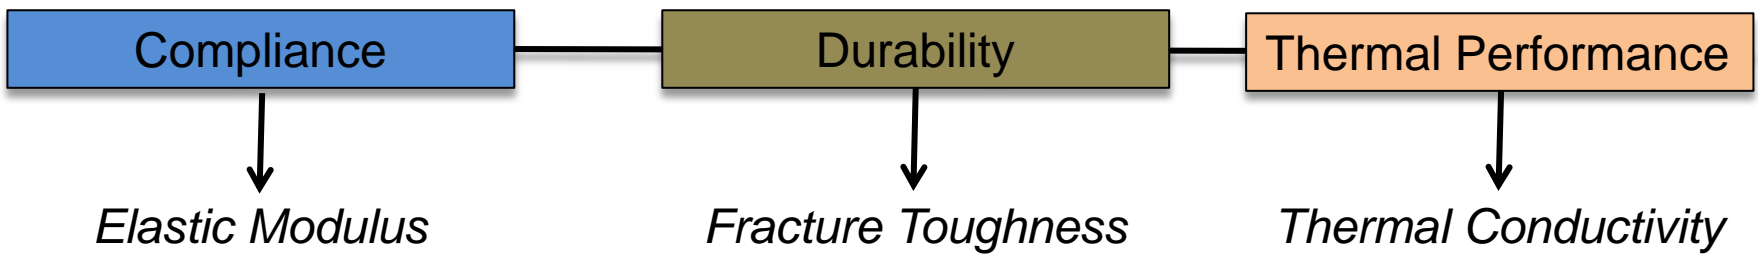 Compliance
Durability
Thermal Performance
Elastic Modulus
Fracture Toughness
Thermal Conductivity